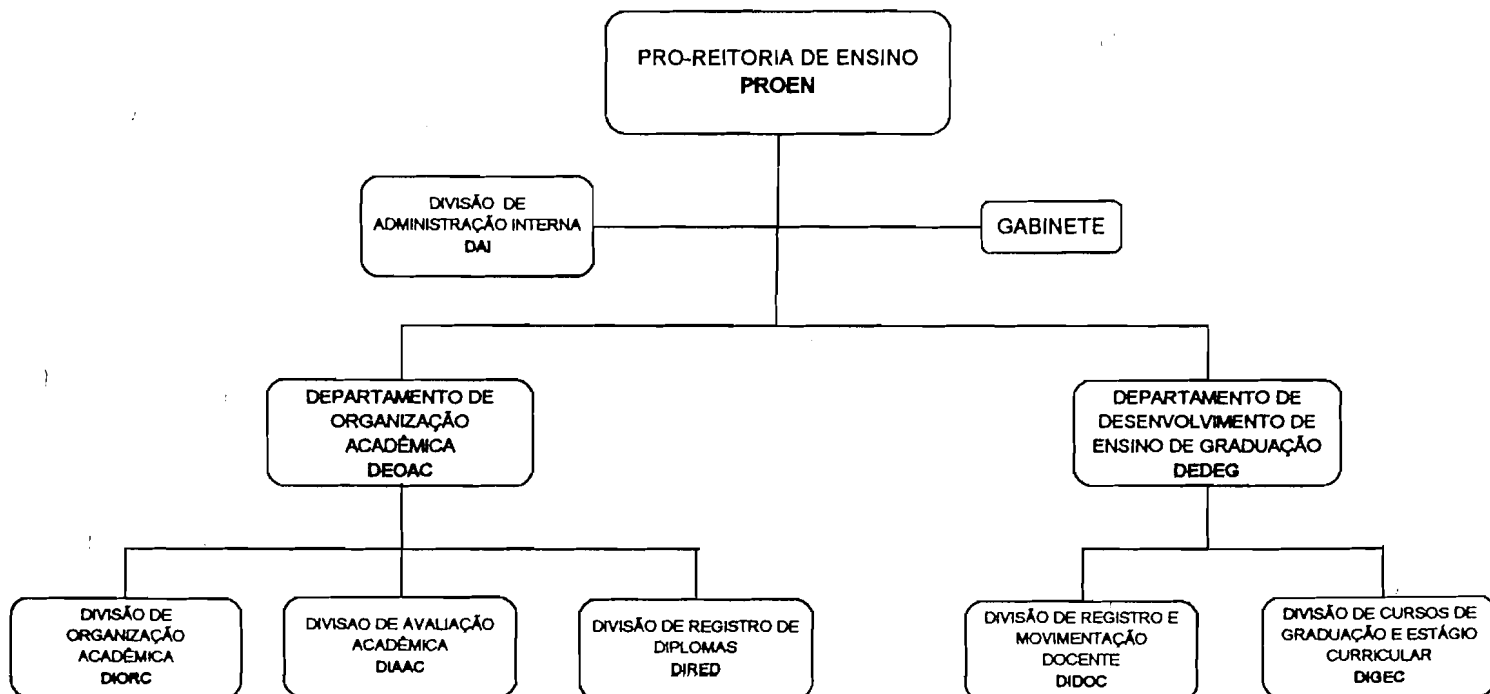 PRO-REITORIA DE ENSINO
PROEN
DIVISÃO DE
ADMINISTRAÇÃO INTERNA
DAI
GABINETE
DEPARTAMENTO DE
ORGANIZAÇÃO
ACADÊMICA
DEOAC
DEPARTAMENTO DE
DESENVOLVIMENTO DE
ENSINO DE GRADUAÇÃO
DEDEG
DIVISÃO DE
ORGANIZAÇÃO
ACADÊMICA
DIORC
DIVISAO DE AVALIAÇÃO
ACADÊMICA
DIAAC
DIVISÃO DE REGISTRO DE
DIPLOMAS
DIRED
DIVISÃO DE REGISTRO E
MOVIMENTAÇÃO
DOCENTE
DIDOC
DIVISÃO DE CURSOS DE
GRADUAÇÃO E ESTÁGIO
CURRICULAR
DIGEC